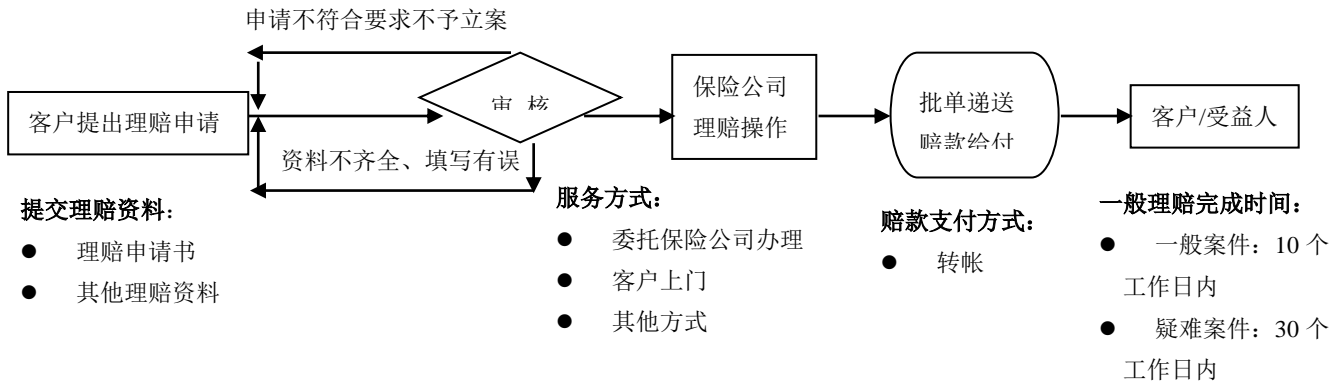 申请不符合要求不予立案
客户提出理赔申请
审 核
保险公司
理赔操作
批单递送
赔款给付
客户/受益人
资料不齐全、填写有误
提交理赔资料：
● 理赔申请书
● 其他理赔资料
服务方式：
● 委托保险公司办理
● 客户上门
● 其他方式
赔款支付方式：
● 转帐
一般理赔完成时间：
● 一般案件：10 个
工作日内
● 疑难案件：30 个
工作日内